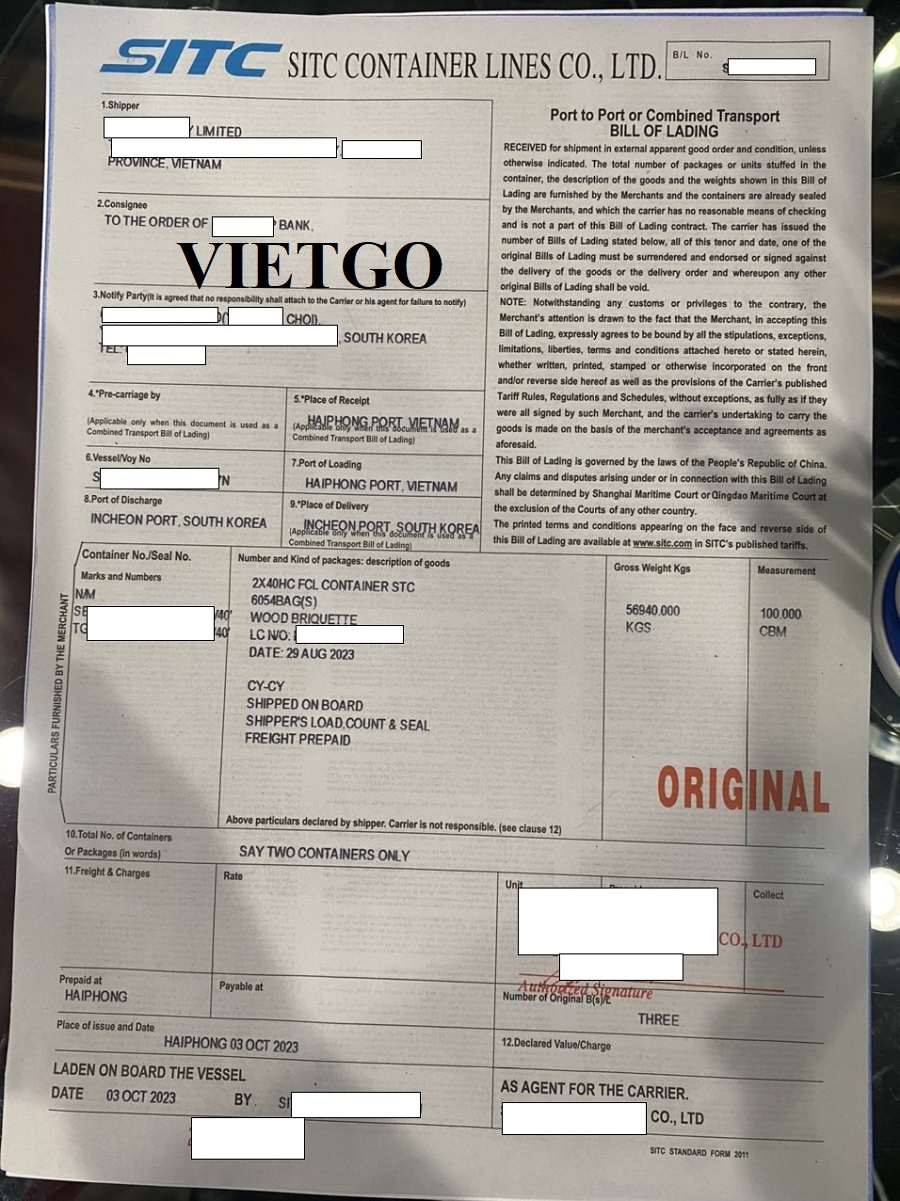 SITC SITC CONTAINER LINES CO., LTD.
B/L No.
1.Shipper
LIMITED
PROVINCE, VIETNAM
2.Consignee
TO THE ORDER OF BANK,
VIETGO
3.Notify Party(It is agreed that no responsibility shall attach to the Carrier or his agent for failure to notify)
CHOI),
, SOUTH KOREA
TEL:
4.*Pre-carriage by
(Applicable only when this document is used as a
Combined Transport Bill of Lading)
5.*Place of Receipt
HAIPHONG PORT, VIETNAM
(Applicable only when this document is used as a
Combined Transport Bill of Lading)
6.Vessel/Voy No
7.Port of Loading
HAIPHONG PORT, VIETNAM
8.Port of Discharge
INCHEON PORT, SOUTH KOREA
9.*Place of Delivery
INCHEON PORT, SOUTH KOREA
(Applicable only when this document is used as a
Combined Transport Bill of Lading)
Port to Port or Combined Transport
BILL OF LADING
RECEIVED for shipment in external apparent good order and condition, unless
otherwise indicated. The total number of packages or units stuffed in the
container, the description of the goods and the weights shown in this Bill of
Lading are furnished by the Merchants and the containers are already sealed
by the Merchants, and which the carrier has no reasonable means of checking
and is not a part of this Bill of Lading contract. The carrier has issued the
number of Bills of Lading stated below, all of this tenor and date, one of the
original Bills of Lading must be surrendered and endorsed or signed against
the delivery of the goods or the delivery order and whereupon any other
original Bills of Lading shall be void.
NOTE: Notwithstanding any customs or privileges to the contrary, the
Merchant's attention is drawn to the fact that the Merchant, in accepting this
Bill of Lading, expressly agrees to be bound by all the stipulations, exceptions,
limitations, liberties, terms and conditions attached hereto or stated herein,
whether written, printed, stamped or otherwise incorporated on the front
and/or reverse side hereof as well as the provisions of the Carrier's published
Tariff Rules, Regulations and Schedules, without exceptions, as fully as if they
were all signed by such Merchant, and the carrier's undertaking to carry the
goods is made on the basis of the merchant's acceptance and agreements as
aforesaid.
This Bill of Lading is governed by the laws of the People's Republic of China.
Any claims and disputes arising under or in connection with this Bill of Lading
shall be determined by Shanghai Maritime Court or Qingdao Maritime Court at
the exclusion of the Courts of any other country.
The printed terms and conditions appearing on the face and reverse side of
this Bill of Lading are available at www.sitc.com in SITC's published tariffs.
PARTICULARS FURNISHED BY THE MERCHANT
Container No./Seal No.
Marks and Numbers
N/M
/40'
/40'
Number and Kind of packages: description of goods
2X40HC FCL CONTAINER STC
6054BAG(S)
WOOD BRIQUETTE
LC NO:
DATE: 29 AUG 2023
CY-CY
SHIPPED ON BOARD
SHIPPER'S LOAD,COUNT & SEAL
FREIGHT PREPAID
Gross Weight Kgs
56940.000
KGS
Measurement
100.000
CBM
ORIGINAL
Above particulars declared by shipper. Carrier is not responsible. (see clause 12)
10.Total No. of Containers
Or Packages (in words)
SAY TWO CONTAINERS ONLY
11.Freight & Charges
Rate
Unit
Collect
CO., LTD
Authorized Signature
Prepaid at
HAIPHONG
Payable at
Number of Original B(s)/L
THREE
Place of issue and Date
HAIPHONG 03 OCT 2023
12.Declared Value/Charge
LADEN ON BOARD THE VESSEL
DATE 03 OCT 2023 BY.
AS AGENT FOR THE CARRIER.
CO., LTD
SITC STANDARD FORM 2011